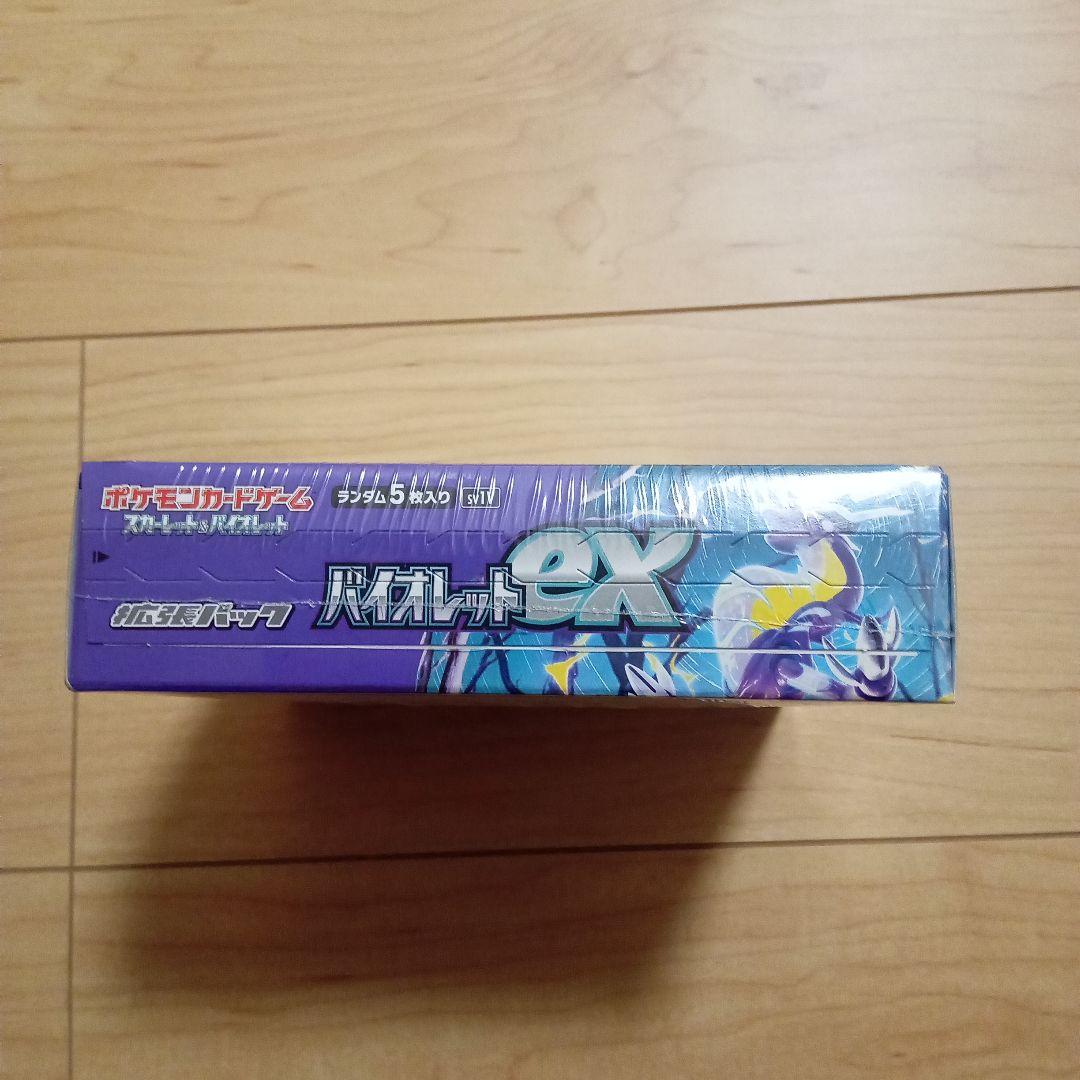 ポケモンカードゲーム
スカーレット&バイオレット
ランダム5枚入り SV1V
拡張パック
バイオレットex